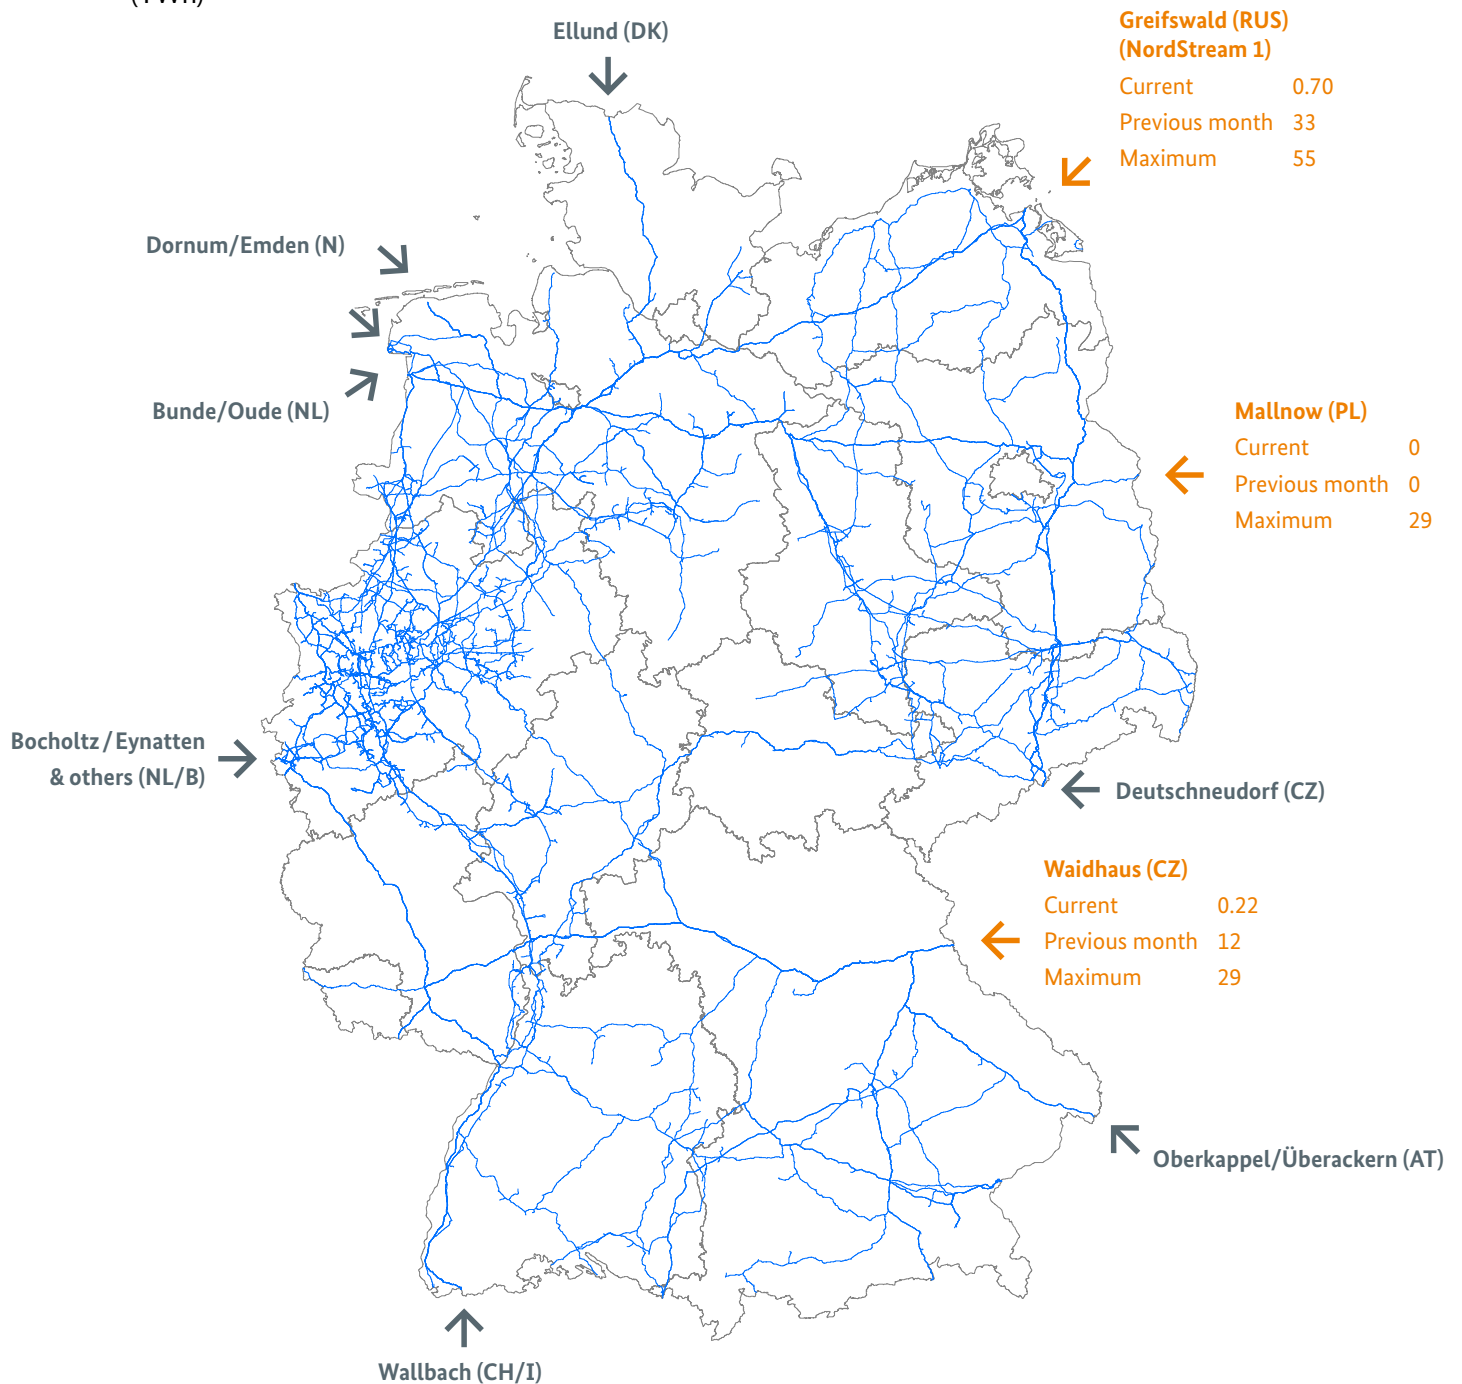 (TWh)
Ellund (DK)
Greifswald (RUS)
(NordStream 1)
Current 0.70
Previous month 33
Maximum 55
Dornum/Emden (N)
Bunde/Oude (NL)
Mallnow (PL)
Current 0
Previous month 0
Maximum 29
Bocholtz / Eynatten
& others (NL/B)
Deutschneudorf (CZ)
Waidhaus (CZ)
Current 0.22
Previous month 12
Maximum 29
Oberkappel/Überackern (AT)
Wallbach (CH/I)